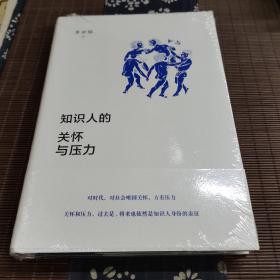 知识人的
关怀
与压力
对时代，对社会唯因关怀，方有压力
关怀和压力，过去是，将来也依然是知识人身份的表征